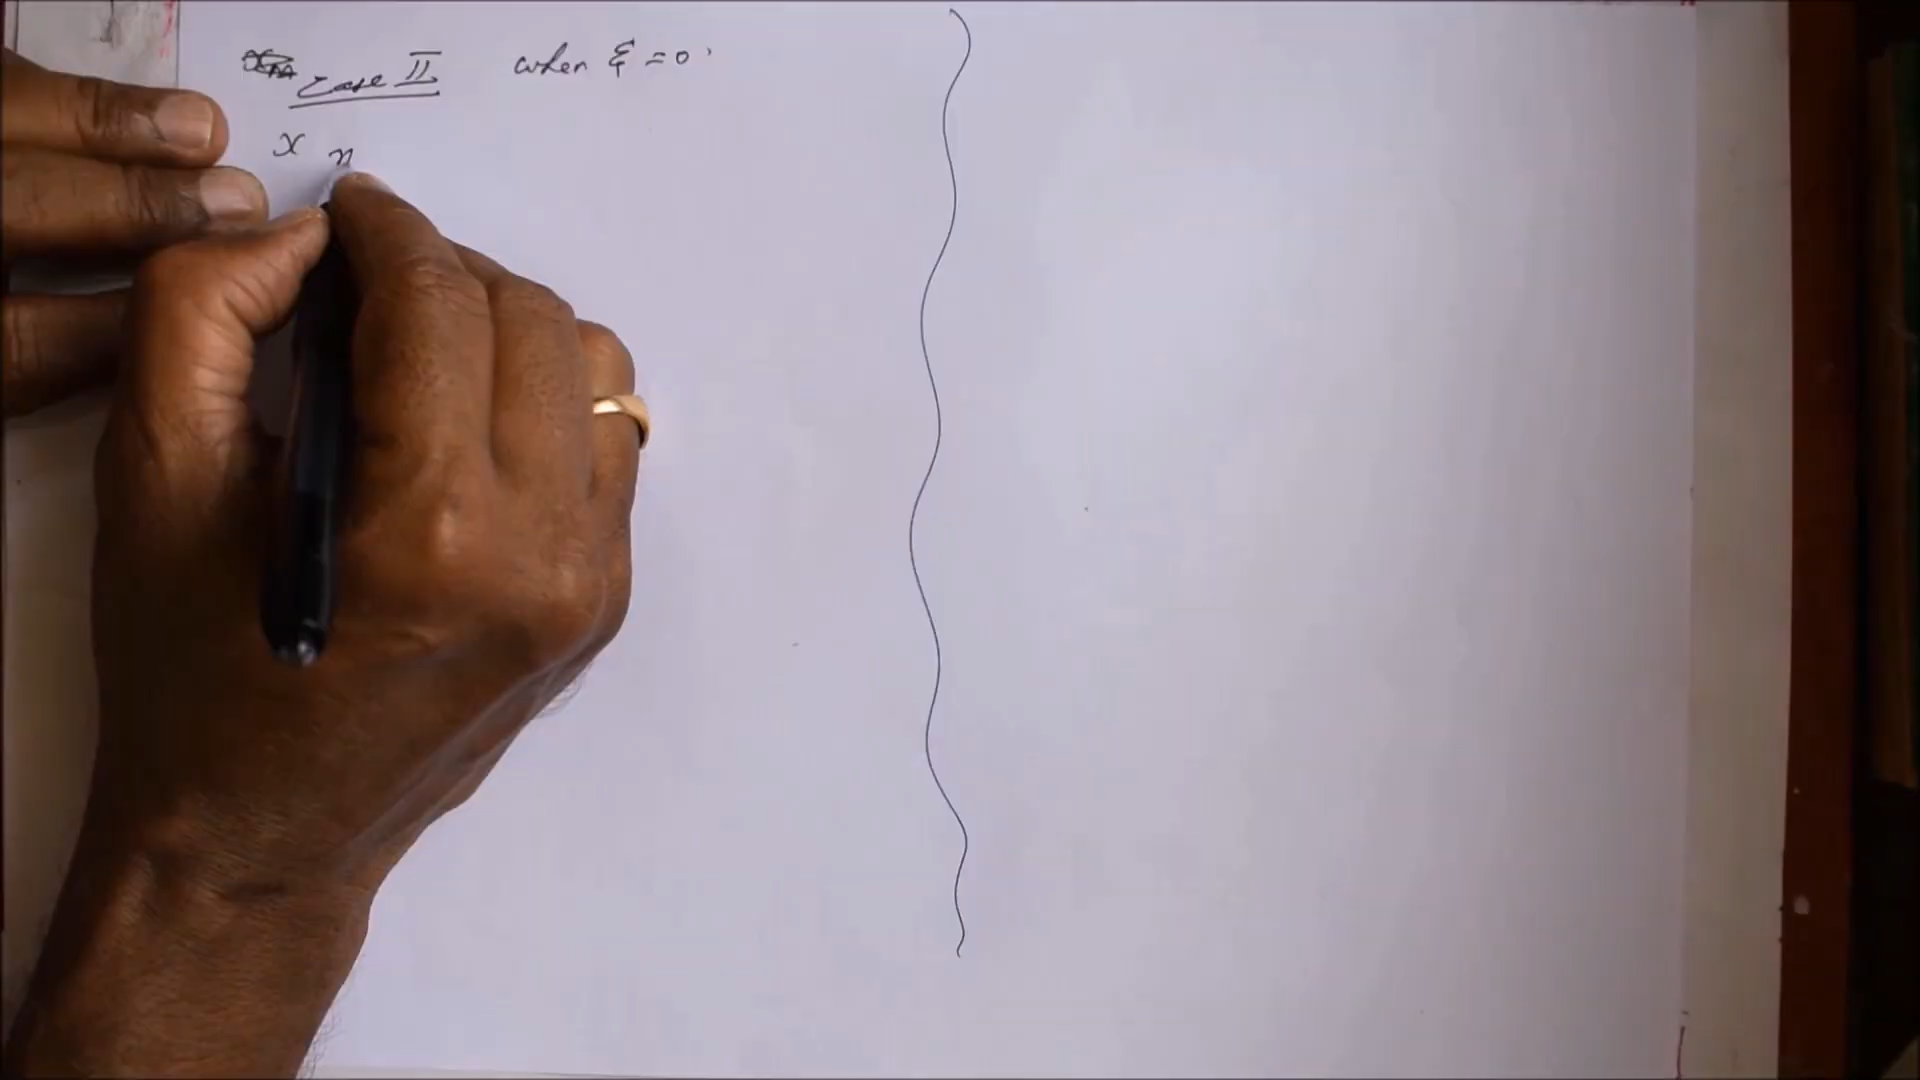 Case II when ξ = 0.
x n